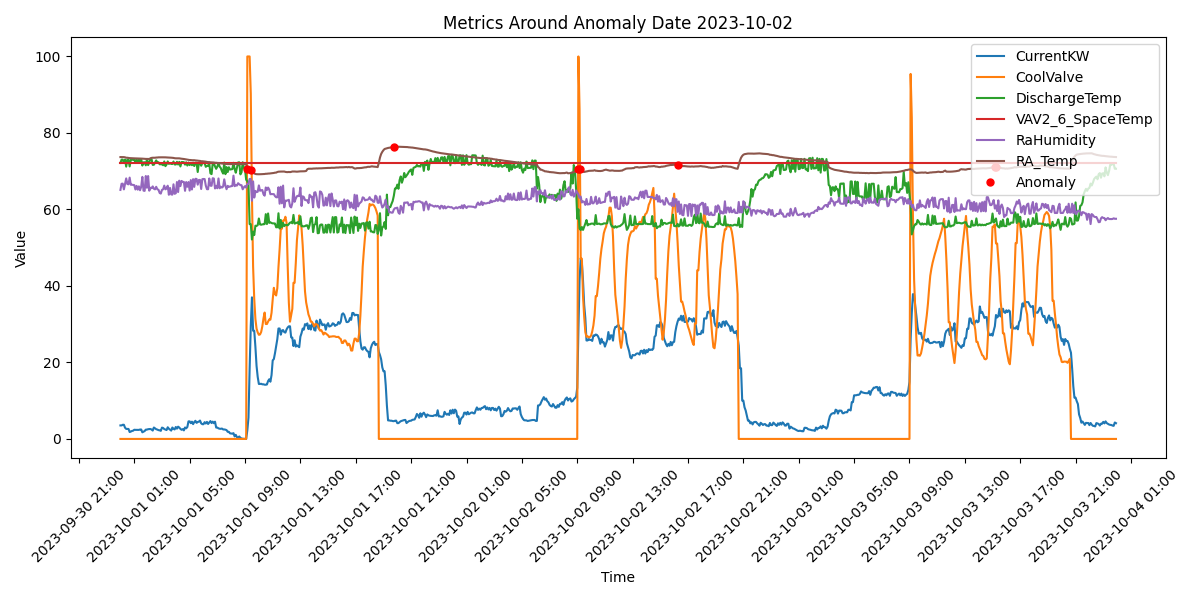 Metrics Around Anomaly Date 2023-10-02
Value
100
80
60
40
20
0
CurrentKW
CoolValve
DischargeTemp
VAV2_6_SpaceTemp
RaHumidity
RA_Temp
Anomaly
2023-09-30 21:00
2023-10-01 01:00
2023-10-01 05:00
2023-10-01 09:00
2023-10-01 13:00
2023-10-01 17:00
2023-10-01 21:00
2023-10-02 01:00
2023-10-02 05:00
2023-10-02 09:00
2023-10-02 13:00
2023-10-02 17:00
2023-10-02 21:00
2023-10-03 01:00
2023-10-03 05:00
2023-10-03 09:00
2023-10-03 13:00
2023-10-03 17:00
2023-10-03 21:00
2023-10-04 01:00
Time